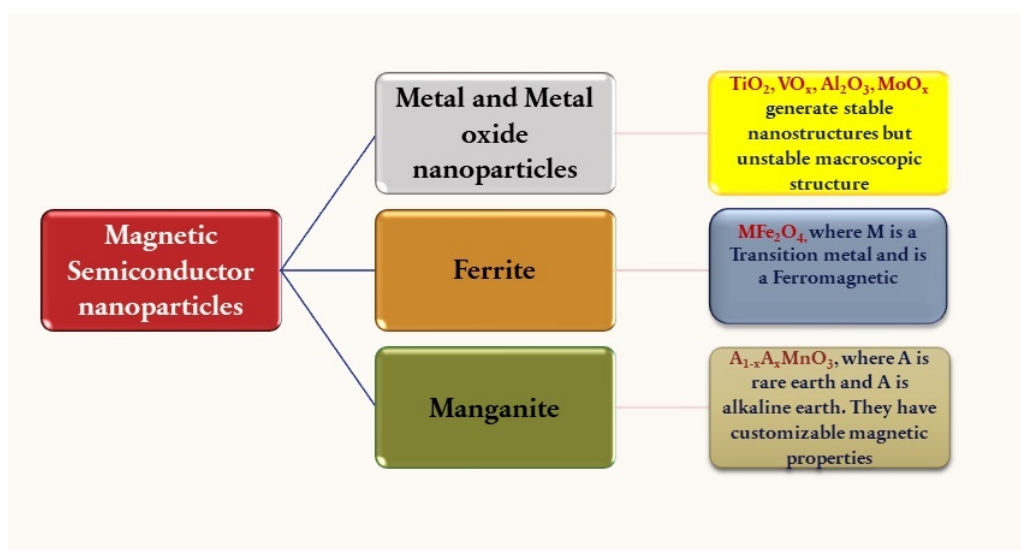 Magnetic
Semiconductor
nanoparticles
Metal and Metal
oxide
nanoparticles
TiO₂, VOₓ, Al₂O₃, MoOₓ
generate stable
nanostructures but
unstable macroscopic
structure
Ferrite
MFe₂O₄, where M is a
Transition metal and is
a Ferromagnetic
Manganite
A₁₋ₓAₓMnO₃, where A is
rare earth and A is
alkaline earth. They have
customizable magnetic
properties